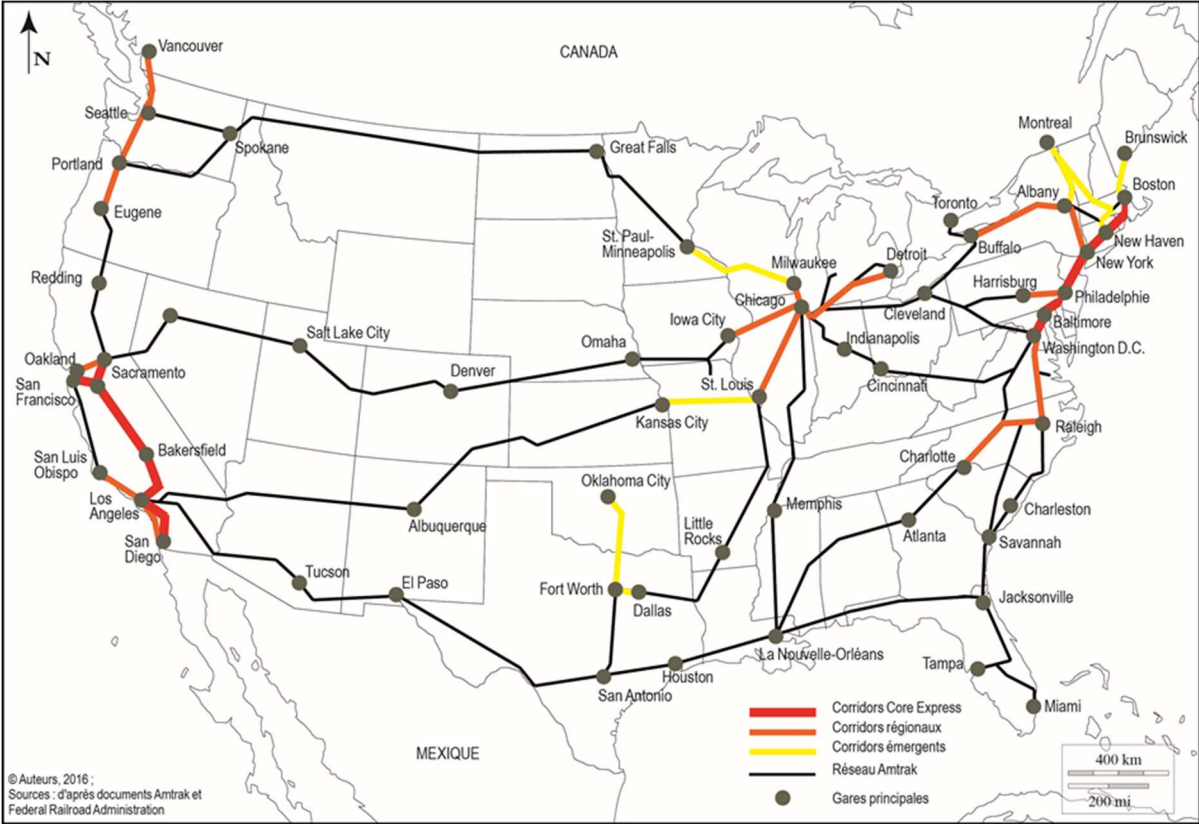 N
CANADA
Vancouver
Seattle
Spokane
Portland
Eugene
Great Falls
Montreal
Brunswick
Boston
Albany
Toronto
Buffalo
New Haven
New York
St. Paul-
Minneapolis
Milwaukee
Detroit
Redding
Chicago
Harrisburg
Philadelphie
Cleveland
Baltimore
Iowa City
Salt Lake City
Omaha
Indianapolis
Washington D.C.
Oakland
Sacramento
San
Francisco
Denver
St. Louis
Cincinnati
Kansas City
Raleigh
Bakersfield
San Luis
Obispo
Charlotte
Oklahoma City
Los
Angeles
Albuquerque
Memphis
Charleston
Little
Rocks
Atlanta
Savannah
San
Diego
Tucson
El Paso
Fort Worth
Dallas
Jacksonville
La Nouvelle-Orléans
Houston
San Antonio
Tampa
Miami
MEXIQUE
Corridors Core Express
Corridors régionaux
Corridors émergents
Réseau Amtrak
Gares principales
400 km
200 mi
© Auteurs, 2016 ;
Sources : d'après documents Amtrak et
Federal Railroad Administration